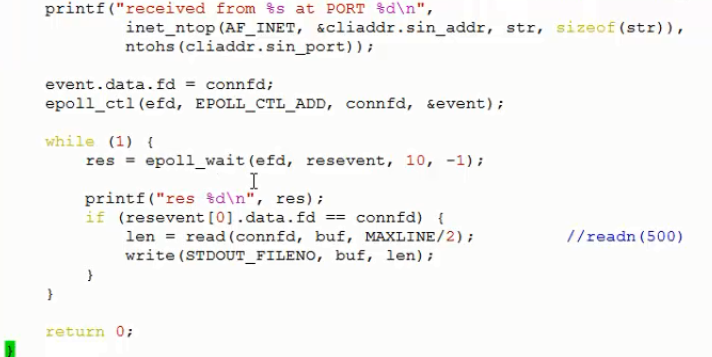 printf("received from %s at PORT %d\n",
inet_ntop(AF_INET, &cliaddr.sin_addr, str, sizeof(str)),
ntohs(cliaddr.sin_port));
event.data.fd = connfd;
epoll_ctl(efd, EPOLL_CTL_ADD, connfd, &event);
while (1) {
res = epoll_wait(efd, resevent, 10, -1);
printf("res %d\n", res);
if (resevent[0].data.fd == connfd) {
len = read(connfd, buf, MAXLINE/2); //readn(500)
write(STDOUT_FILENO, buf, len);
}
}
return 0;
}